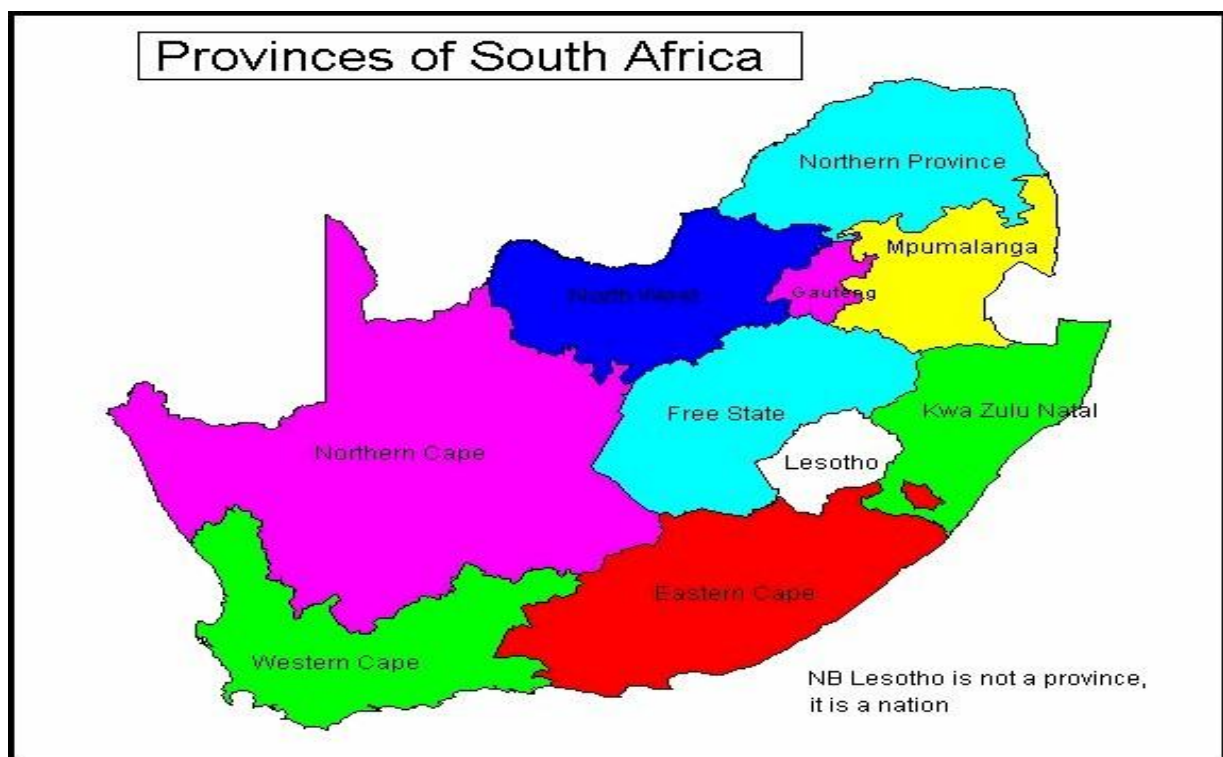 Provinces of South Africa
Northern Province
Mpumalanga
North West
Gauteng
Free State
Kwa Zulu Natal
Northern Cape
Lesotho
Eastern Cape
Western Cape
NB Lesotho is not a province,
it is a nation